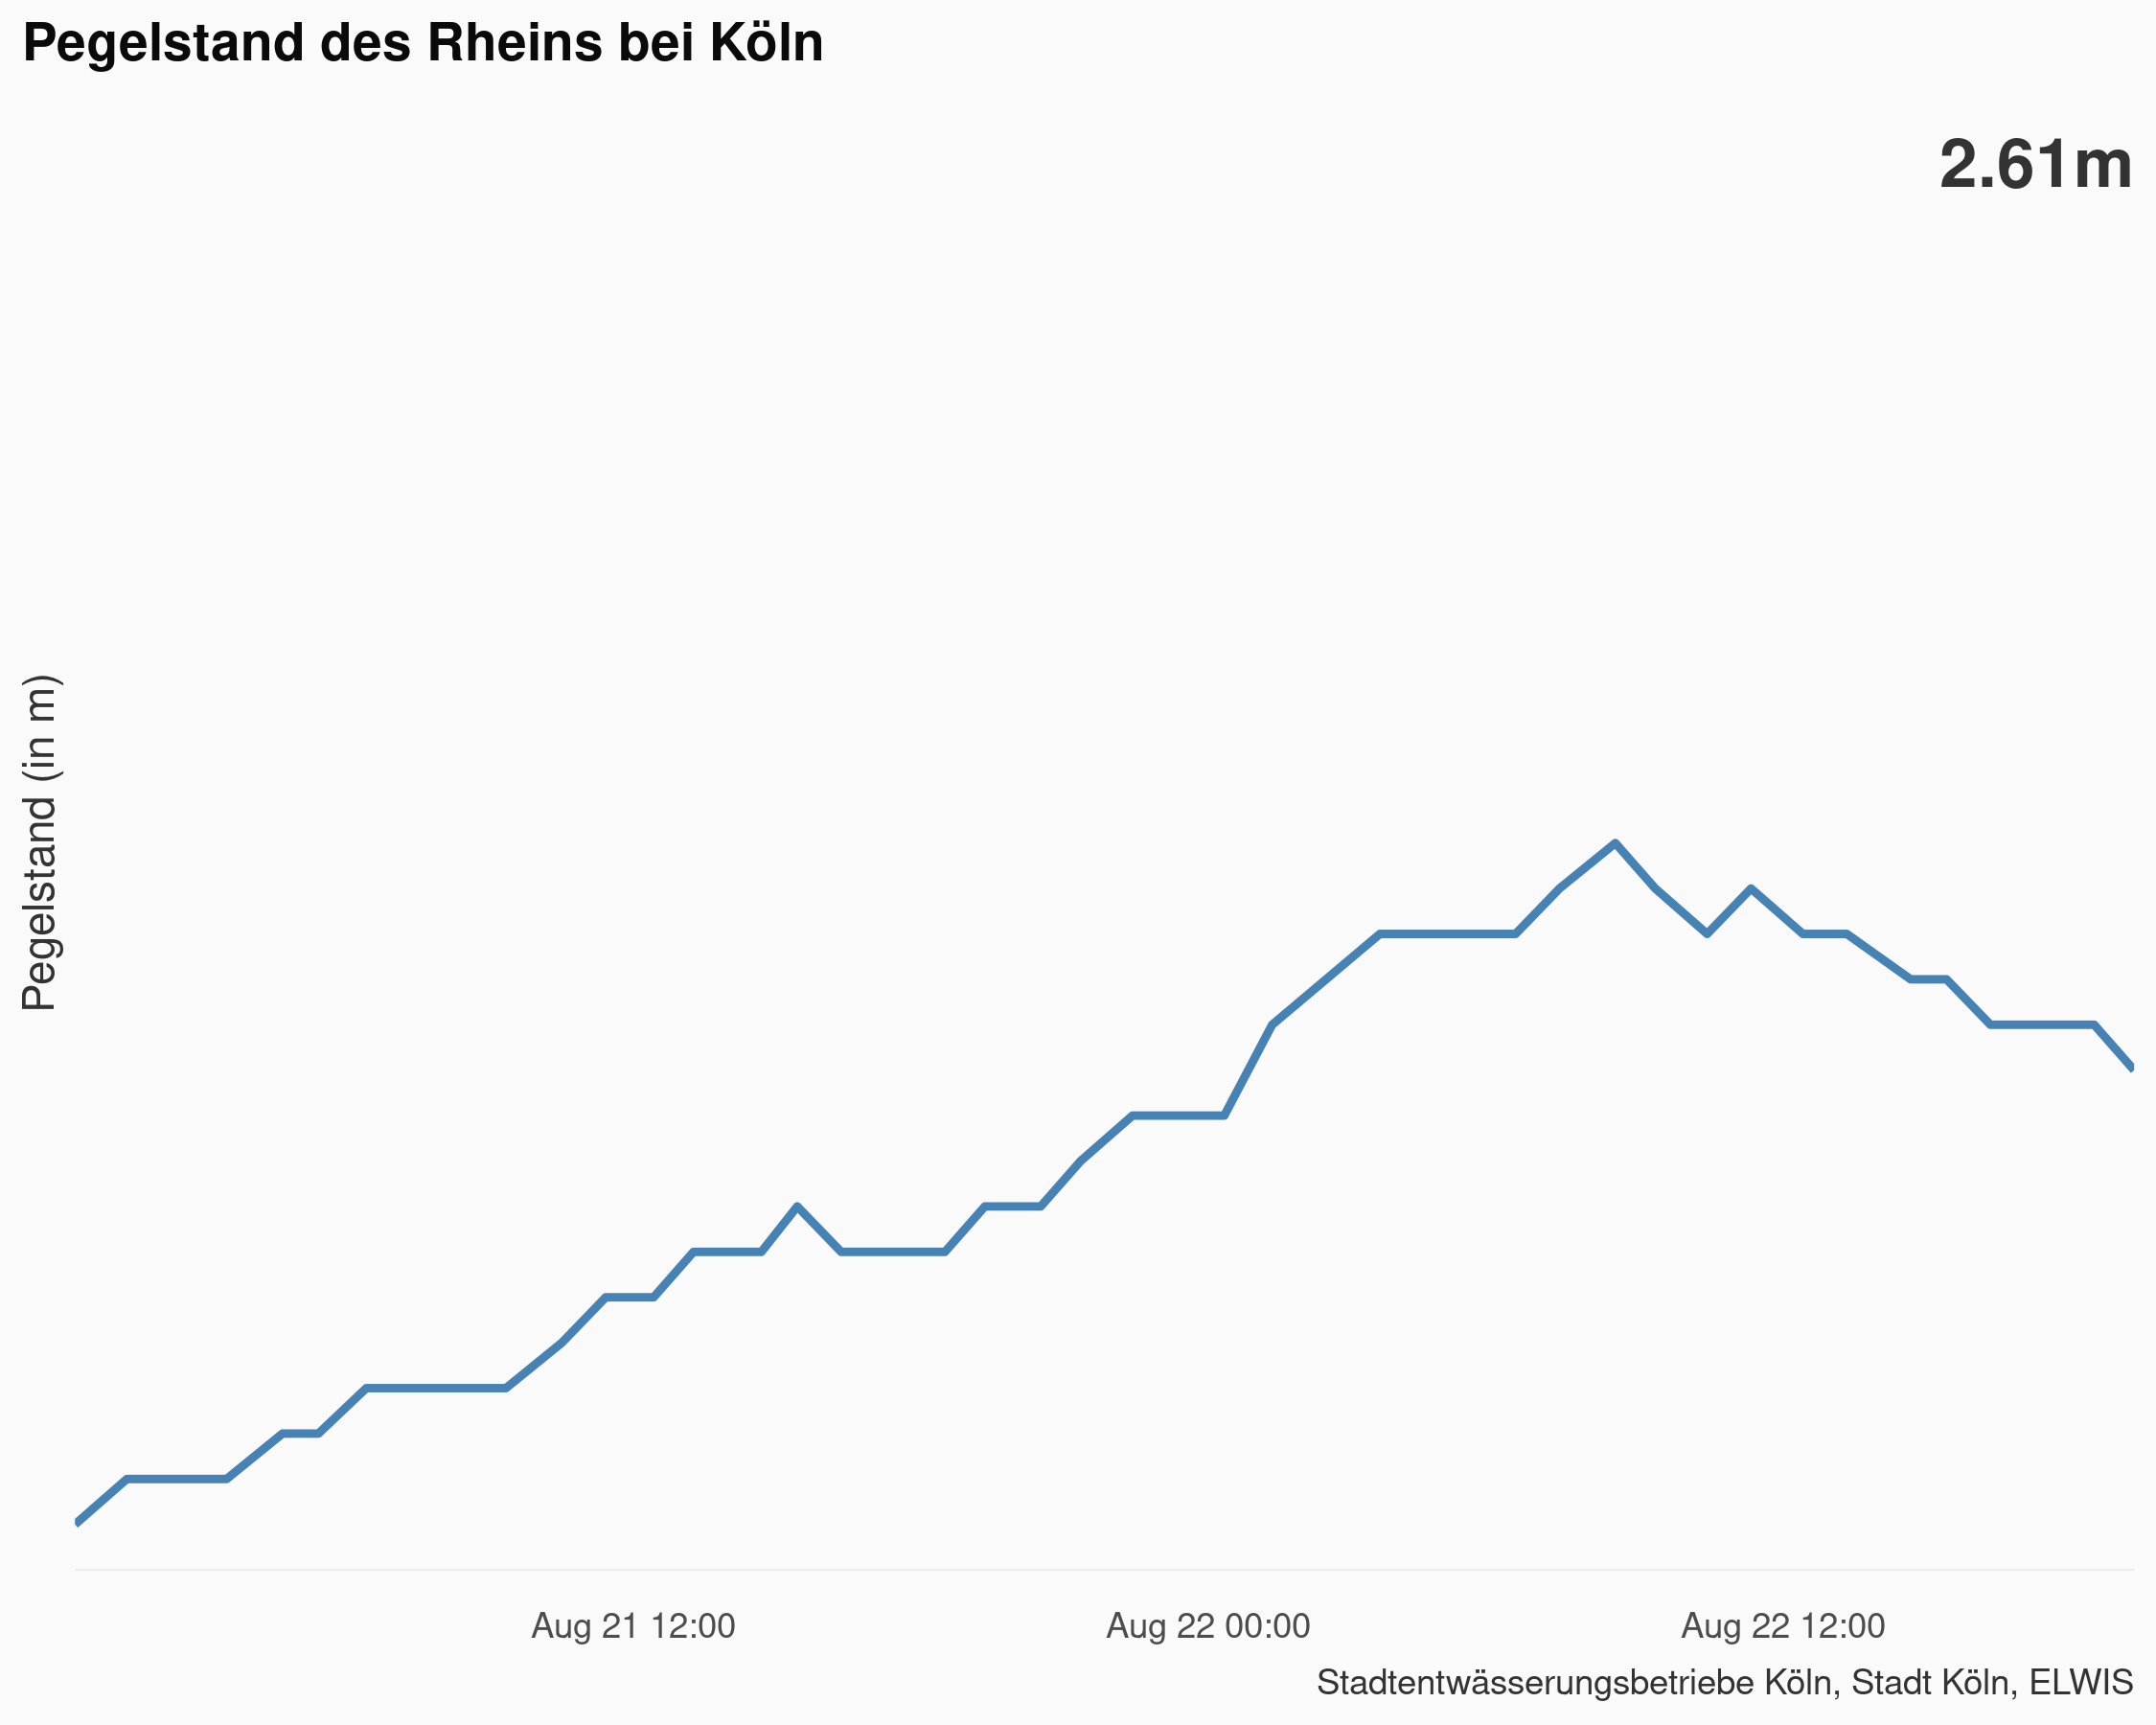 Pegelstand des Rheins bei Köln
2.61m
Pegelstand (in m)
Aug 21 12:00
Aug 22 00:00
Aug 22 12:00
Stadtentwässerungsbetriebe Köln, Stadt Köln, ELWIS